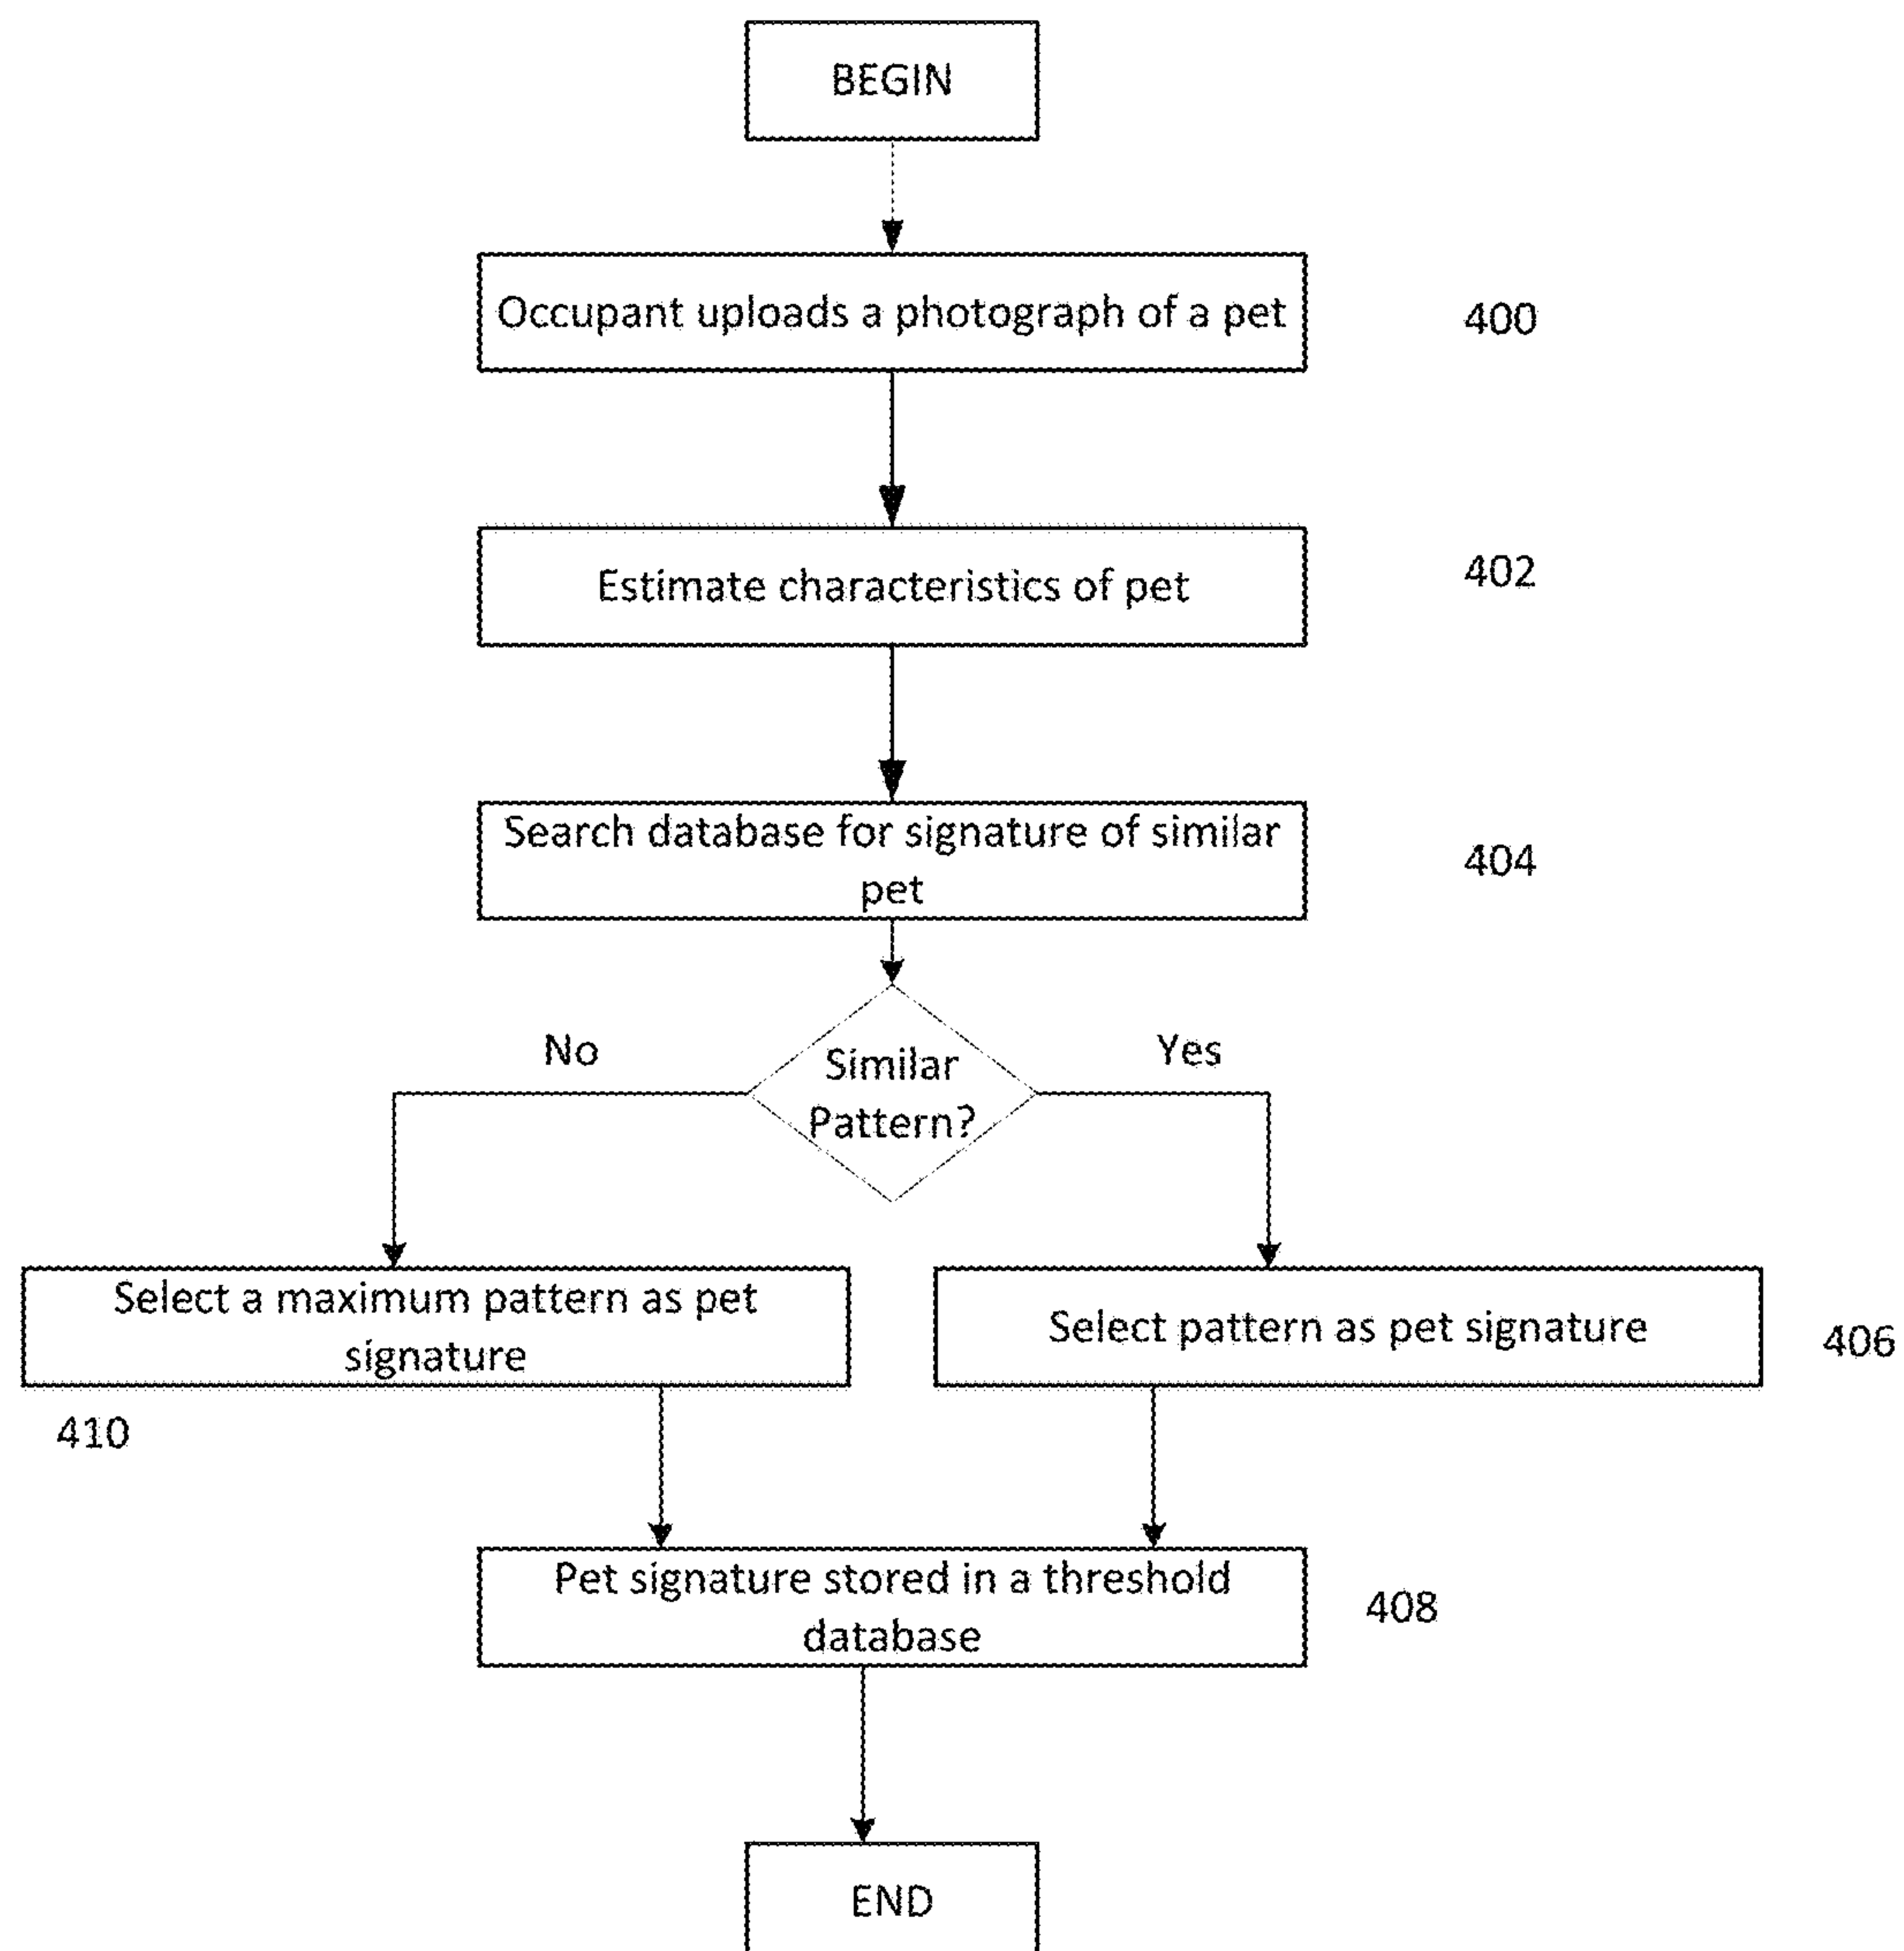 BEGIN
Occupant uploads a photograph of a pet
400
Estimate characteristics of pet
402
Search database for signature of similar
pet
404
No
Similar
Pattern?
Yes
Select a maximum pattern as pet
signature
410
Select pattern as pet signature
406
Pet signature stored in a threshold
database
408
END